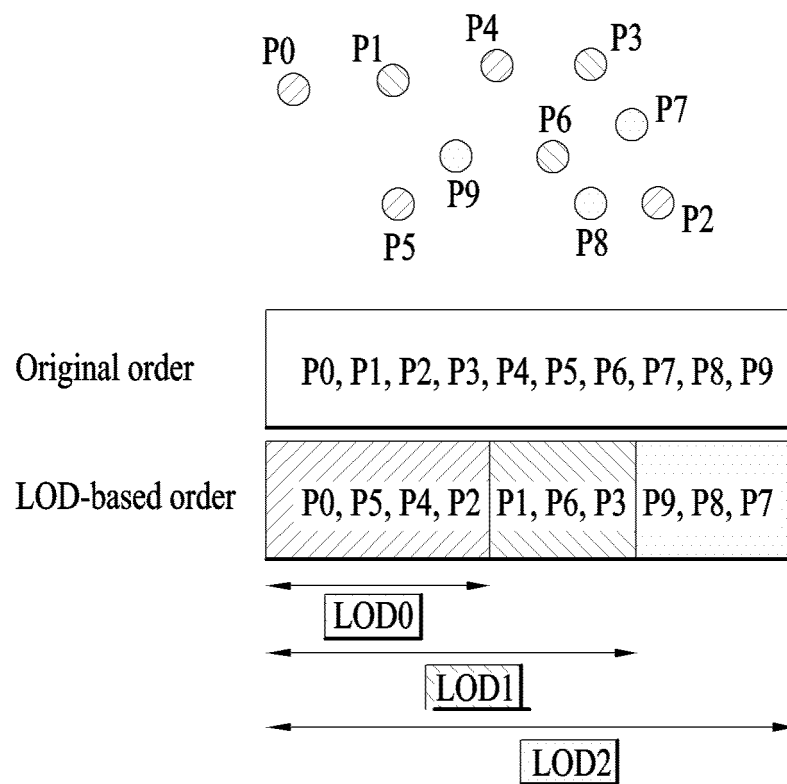 P0
P1
P4
P3
P7
P6
P9
P5
P8
P2
Original order
P0, P1, P2, P3, P4, P5, P6, P7, P8, P9
LOD-based order
P0, P5, P4, P2
P1, P6, P3
P9, P8, P7
LOD0
LOD1
LOD2